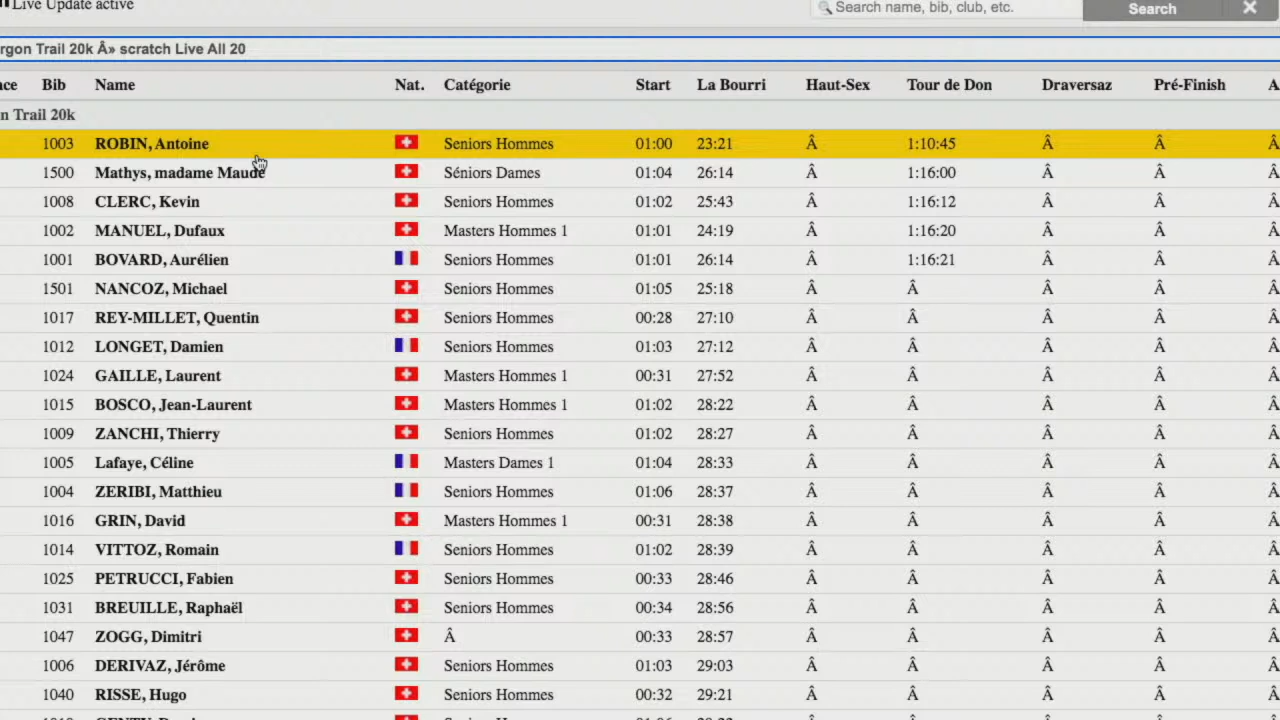 Live Update active
Search name, bib, club, etc. Search ✕
rgon Trail 20k Â» scratch Live All 20
ce Bib Name Nat. Catégorie Start La Bourri Haut-Sex Tour de Don Draversaz Pré-Finish A
n Trail 20k
1003 ROBIN, Antoine Seniors Hommes 01:00 23:21 Â 1:10:45 Â Â Â
1500 Mathys, madame Maude Séniors Dames 01:04 26:14 Â 1:16:00 Â Â Â
1008 CLERC, Kevin Seniors Hommes 01:02 25:43 Â 1:16:12 Â Â Â
1002 MANUEL, Dufaux Masters Hommes 1 01:01 24:19 Â 1:16:20 Â Â Â
1001 BOVARD, Aurélien Seniors Hommes 01:01 26:14 Â 1:16:21 Â Â Â
1501 NANCOZ, Michael Seniors Hommes 01:05 25:18 Â Â Â Â Â
1017 REY-MILLET, Quentin Seniors Hommes 00:28 27:10 Â Â Â Â Â
1012 LONGET, Damien Seniors Hommes 01:03 27:12 Â Â Â Â Â
1024 GAILLE, Laurent Masters Hommes 1 00:31 27:52 Â Â Â Â Â
1015 BOSCO, Jean-Laurent Masters Hommes 1 01:02 28:22 Â Â Â Â Â
1009 ZANCHI, Thierry Seniors Hommes 01:02 28:27 Â Â Â Â Â
1005 Lafaye, Céline Masters Dames 1 01:04 28:33 Â Â Â Â Â
1004 ZERIBI, Matthieu Seniors Hommes 01:06 28:37 Â Â Â Â Â
1016 GRIN, David Masters Hommes 1 00:31 28:38 Â Â Â Â Â
1014 VITTOZ, Romain Seniors Hommes 01:02 28:39 Â Â Â Â Â
1025 PETRUCCI, Fabien Seniors Hommes 00:33 28:46 Â Â Â Â Â
1031 BREUILLE, Raphaël Seniors Hommes 00:34 28:56 Â Â Â Â Â
1047 ZOGG, Dimitri Â 00:33 28:57 Â Â Â Â Â
1006 DERIVAZ, Jérôme Seniors Hommes 01:03 29:03 Â Â Â Â Â
1040 RISSE, Hugo Seniors Hommes 00:32 29:21 Â Â Â Â Â